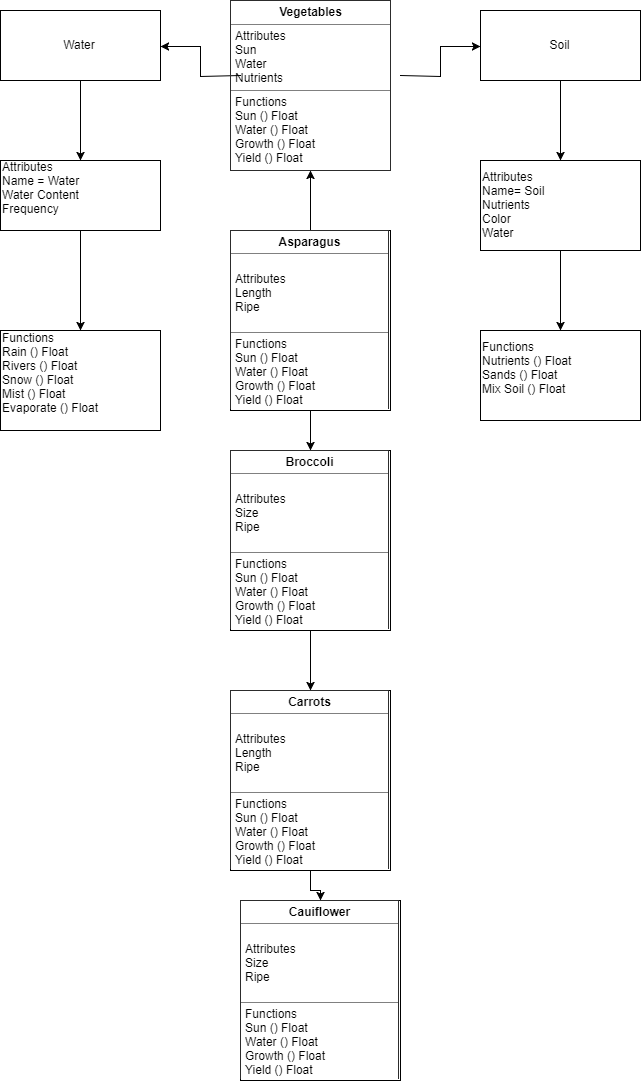 Vegetables
Attributes
Sun
Water
Nutrients
Functions
Sun () Float
Water () Float
Growth () Float
Yield () Float
Water
Attributes
Name = Water
Water Content
Frequency
Functions
Rain () Float
Rivers () Float
Snow () Float
Mist () Float
Evaporate () Float
Soil
Attributes
Name= Soil
Nutrients
Color
Water
Functions
Nutrients () Float
Sands () Float
Mix Soil () Float
Asparagus
Attributes
Length
Ripe
Functions
Sun () Float
Water () Float
Growth () Float
Yield () Float
Broccoli
Attributes
Size
Ripe
Functions
Sun () Float
Water () Float
Growth () Float
Yield () Float
Carrots
Attributes
Length
Ripe
Functions
Sun () Float
Water () Float
Growth () Float
Yield () Float
Cauiflower
Attributes
Size
Ripe
Functions
Sun () Float
Water () Float
Growth () Float
Yield () Float